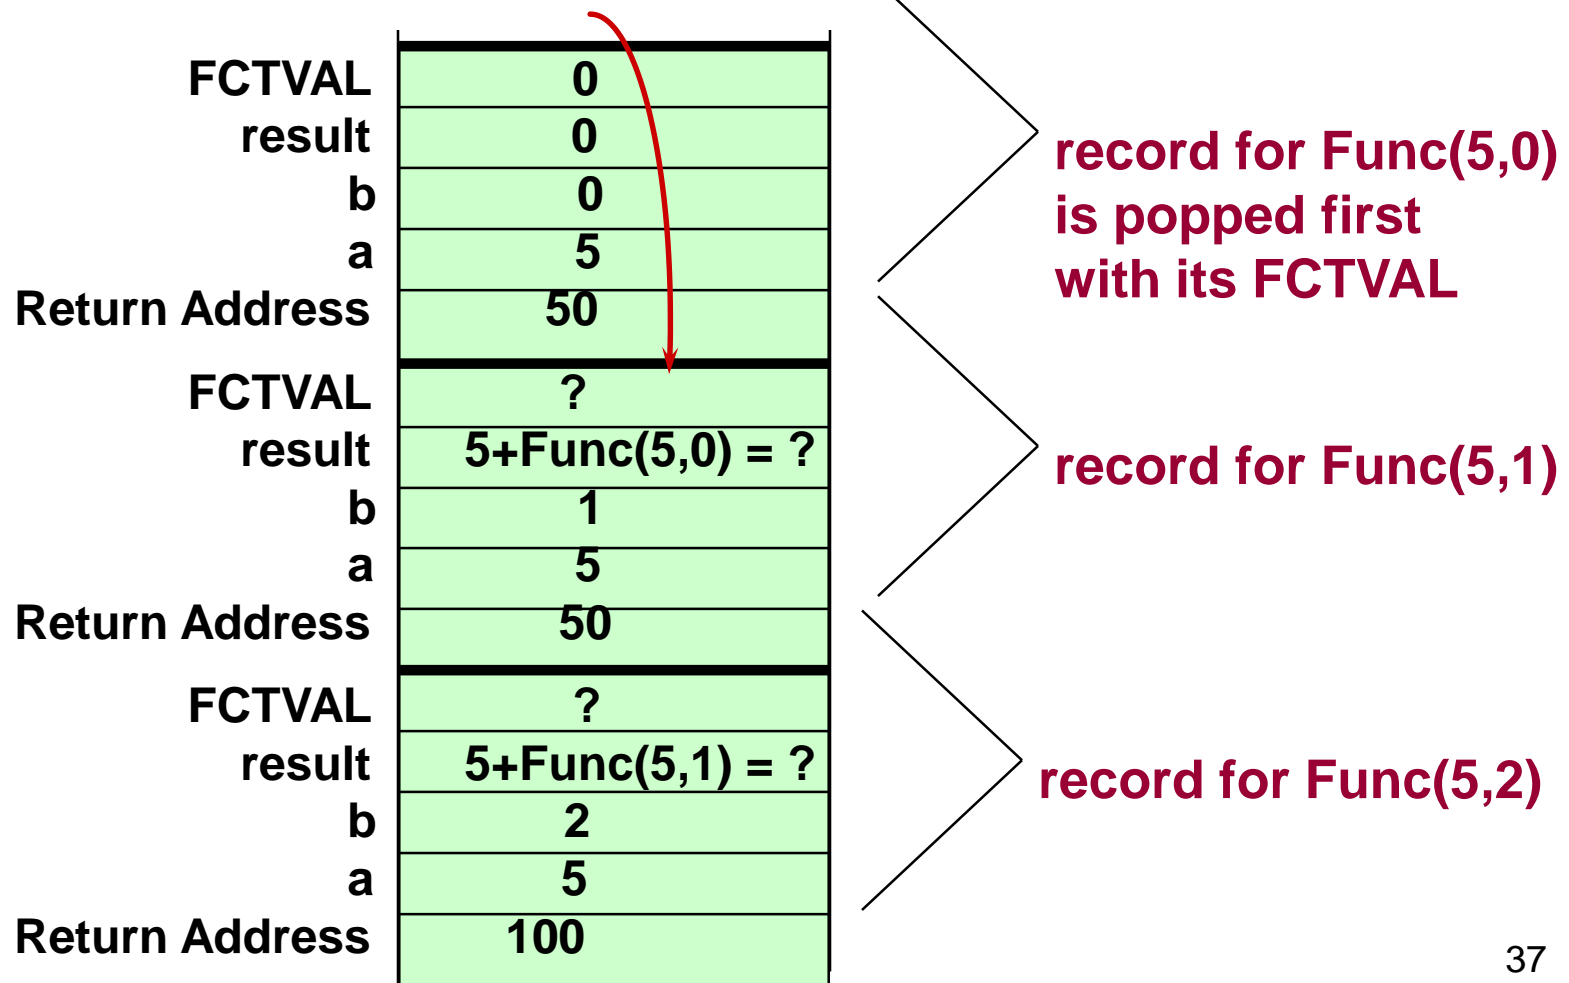 FCTVAL 0
result 0
b 0
a 5
Return Address 50
record for Func(5,0)
is popped first
with its FCTVAL
FCTVAL ?
result 5+Func(5,0) = ?
b 1
a 5
Return Address 50
record for Func(5,1)
FCTVAL ?
result 5+Func(5,1) = ?
b 2
a 5
Return Address 100
record for Func(5,2)
37